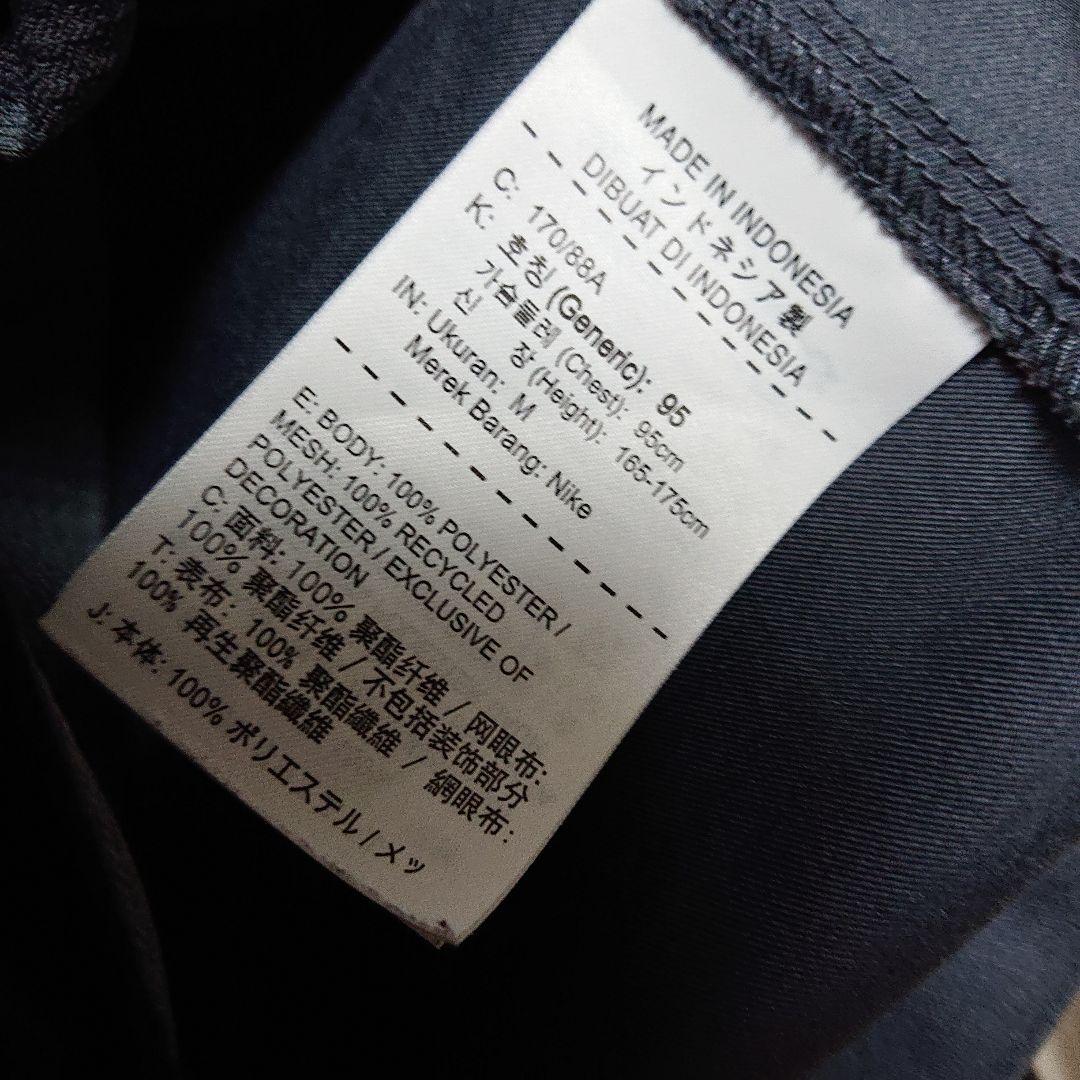 MADE IN INDONESIA
インドネシア製
DIBUAT DI INDONESIA
C: 170/88A
K: 호칭 (Generic): 95
가슴둘레 (Chest): 95cm
신 장 (Height): 165-175cm
IN: Ukuran: M
Merek Barang: Nike
E: BODY: 100% POLYESTER /
MESH: 100% RECYCLED
POLYESTER / EXCLUSIVE OF
DECORATION
C: 面料: 100% 聚酯纤维 / 网眼布:
100% 聚酯纤维 / 不包括装饰部分
T: 表布: 100% 聚酯纖維 / 網眼布:
100% 再生聚酯纖維
J: 本体: 100% ポリエステル / メッ